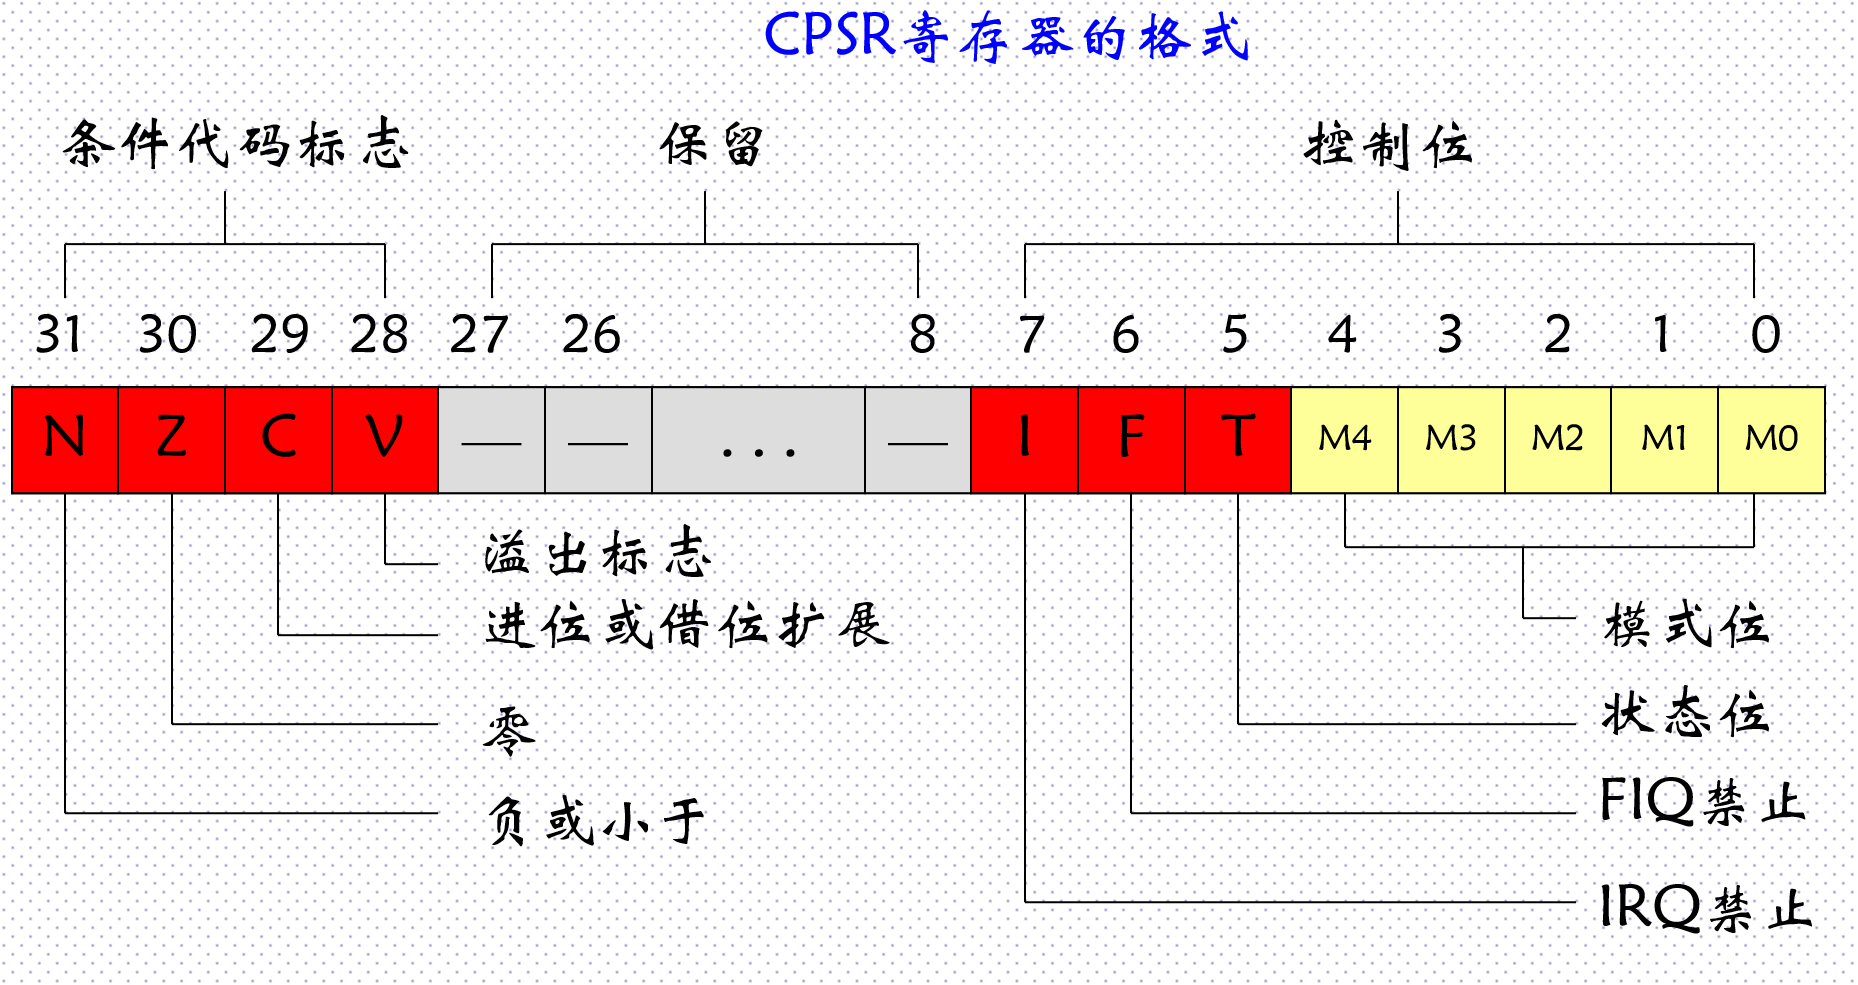 CPSR寄存器的格式
条件代码标志 保留 控制位
31 30 29 28 27 26 8 7 6 5 4 3 2 1 0
N Z C V — — ... — I F T M4 M3 M2 M1 M0
溢出标志
进位或借位扩展
模式位
零
状态位
负或小于
FIQ禁止
IRQ禁止